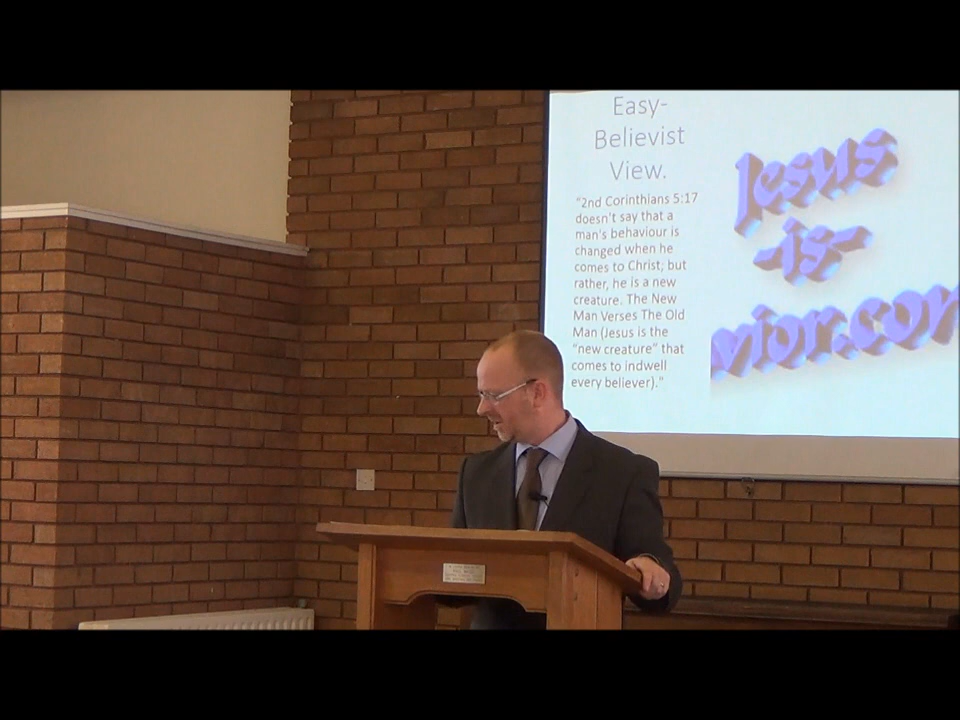 Easy-
Believist
View.
"2nd Corinthians 5:17
doesn't say that a
man's behaviour is
changed when he
comes to Christ, but
rather, he is a new
creature. The New
Man Verses The Old
Man (Jesus is the
"new creature" that
comes to indwell
every believer)."
Jesus
-is-
vior.com